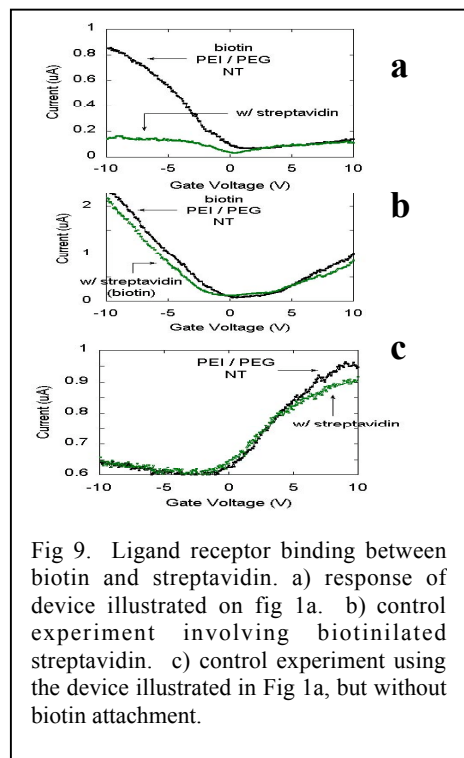 1
0.8
0.6
0.4
0.2
0
Current (uA)
biotin
PEI / PEG
NT
w/ streptavidin
-10 -5 0 5 10
Gate Voltage (V)
a
2
1
0
Current (uA)
biotin
PEI / PEG
NT
w/ streptavidin
(biotin)
-10 -5 0 5 10
Gate Voltage (V)
b
1
0.9
0.8
0.7
0.6
Current (uA)
PEI / PEG
NT
w/ streptavidin
-10 -5 0 5 10
Gate Voltage (V)
c
Fig 9. Ligand receptor binding between
biotin and streptavidin. a) response of
device illustrated on fig 1a. b) control
experiment involving biotinilated
streptavidin. c) control experiment using
the device illustrated in Fig 1a, but without
biotin attachment.